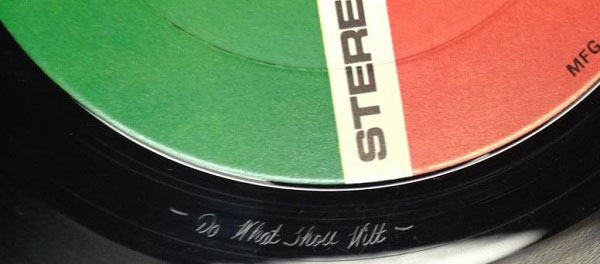 STERE
MFG
- Do What Thou Wilt -